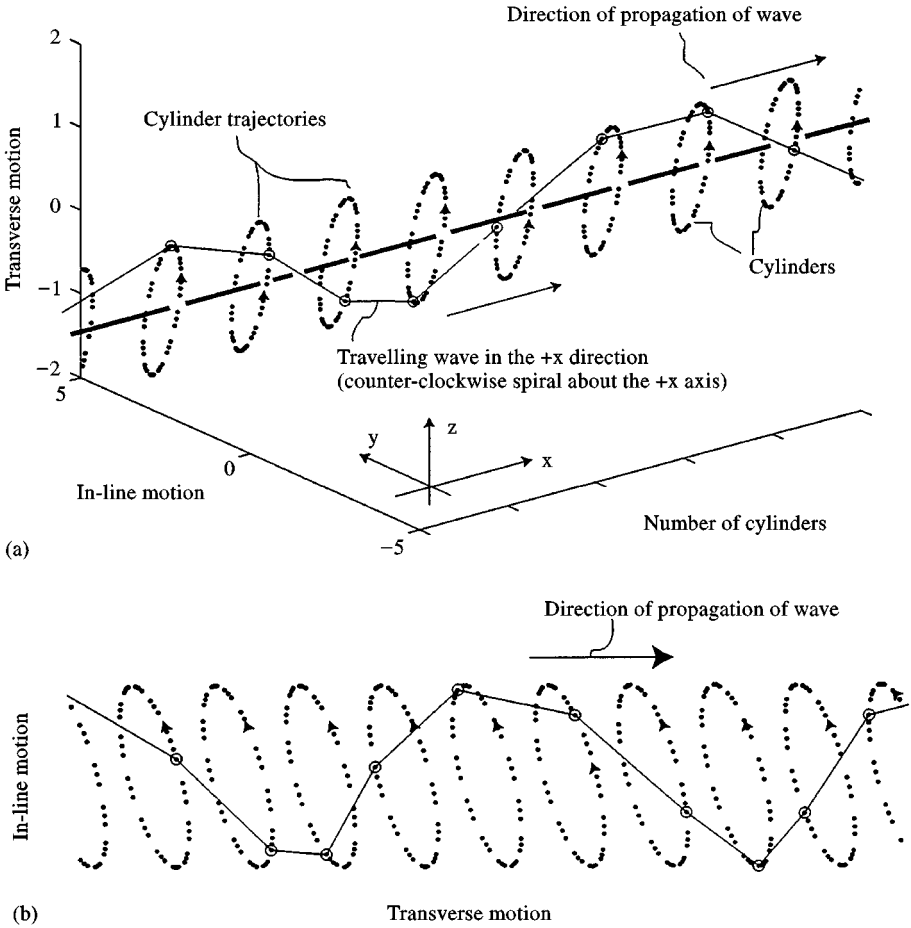 Direction of propagation of wave
2
1
0
−1
−2
Transverse motion
Cylinder trajectories
Cylinders
Travelling wave in the +x direction
(counter-clockwise spiral about the +x axis)
5
0
−5
In-line motion
y
z
x
Number of cylinders
(a)
Direction of propagation of wave
In-line motion
(b)
Transverse motion